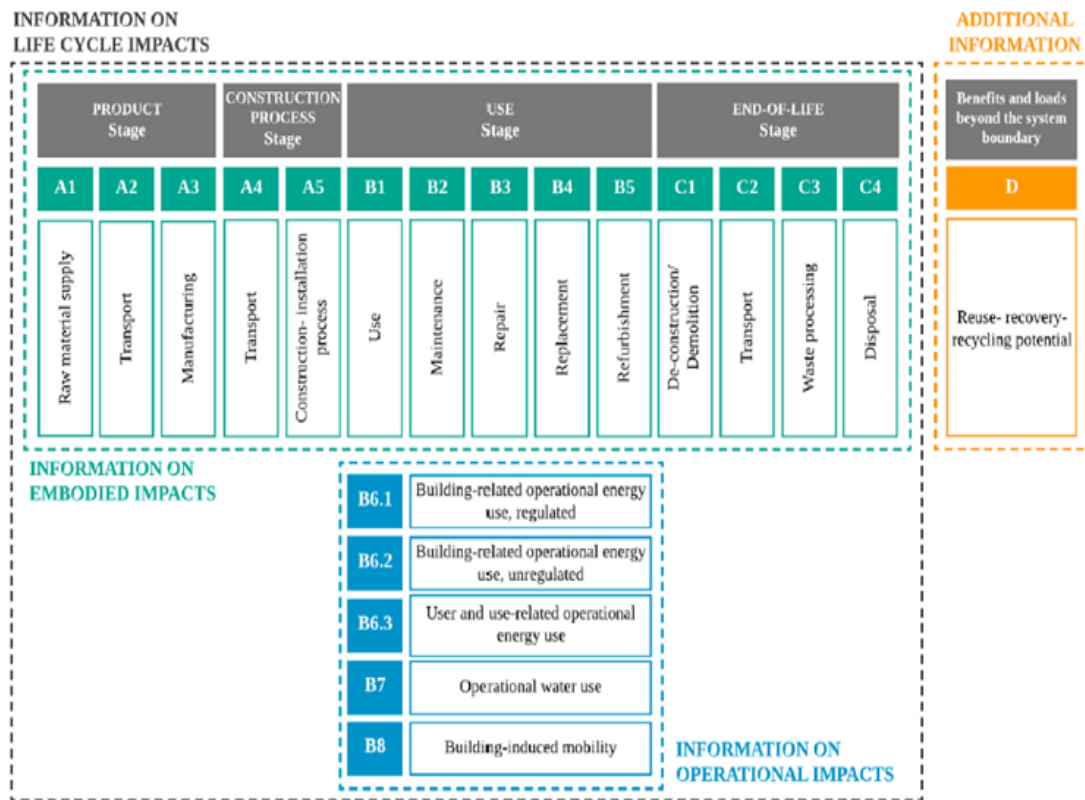 INFORMATION ON
LIFE CYCLE IMPACTS
ADDITIONAL
INFORMATION
PRODUCT
Stage
CONSTRUCTION
PROCESS
Stage
USE
Stage
END-OF-LIFE
Stage
Benefits and loads
beyond the system
boundary
A1
A2
A3
A4
A5
B1
B2
B3
B4
B5
C1
C2
C3
C4
D
Raw material supply
Transport
Manufacturing
Transport
Construction- installation
process
Use
Maintenance
Repair
Replacement
Refurbishment
De-construction/
Demolition
Transport
Waste processing
Disposal
Reuse- recovery-
recycling potential
INFORMATION ON
EMBODIED IMPACTS
B6.1
Building-related operational energy
use, regulated
B6.2
Building-related operational energy
use, unregulated
B6.3
User and use-related operational
energy use
B7
Operational water use
B8
Building-induced mobility
INFORMATION ON
OPERATIONAL IMPACTS